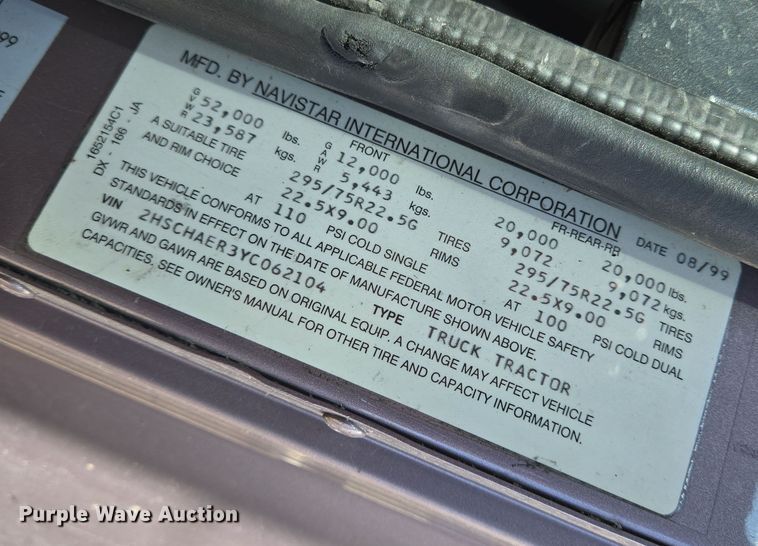 99
1652154C1
DX - 166 - JA
MFD. BY NAVISTAR INTERNATIONAL CORPORATION DATE 08/99
GVWR 52,000 lbs. GAWR FRONT 12,000 lbs. FR-REAR-RR 20,000 20,000 lbs.
23,587 kgs. 5,443 kgs. 9,072 9,072 kgs.
A SUITABLE TIRE 295/75R22.5G TIRES 295/75R22.5G TIRES
AND RIM CHOICE 22.5X9.00 RIMS 22.5X9.00 RIMS
AT 110 PSI COLD SINGLE AT 100 PSI COLD DUAL
THIS VEHICLE CONFORMS TO ALL APPLICABLE FEDERAL MOTOR VEHICLE SAFETY
STANDARDS IN EFFECT ON THE DATE OF MANUFACTURE SHOWN ABOVE.
VIN 2HSCHAER3YC062104 TYPE TRUCK TRACTOR
GVWR AND GAWR ARE BASED ON ORIGINAL EQUIP. A CHANGE MAY AFFECT VEHICLE
CAPACITIES. SEE OWNER'S MANUAL FOR OTHER TIRE AND CAPACITY INFORMATION.
Purple Wave Auction